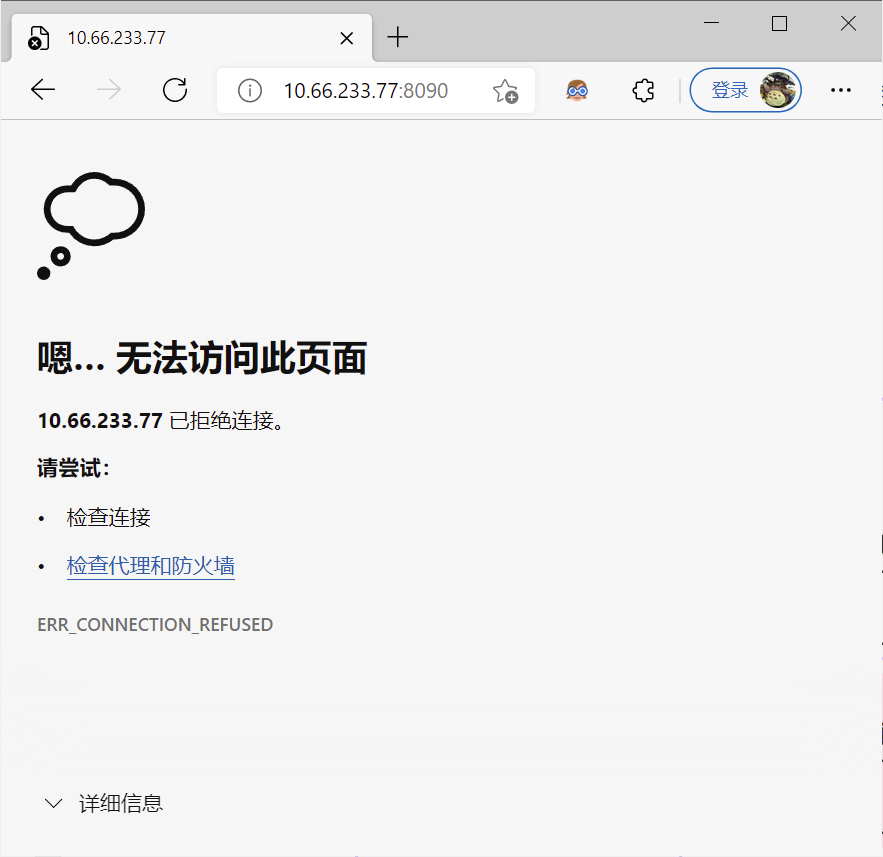 10.66.233.77
10.66.233.77:8090
登录
嗯... 无法访问此页面
10.66.233.77 已拒绝连接。
请尝试：
• 检查连接
• 检查代理和防火墙
ERR_CONNECTION_REFUSED
详细信息